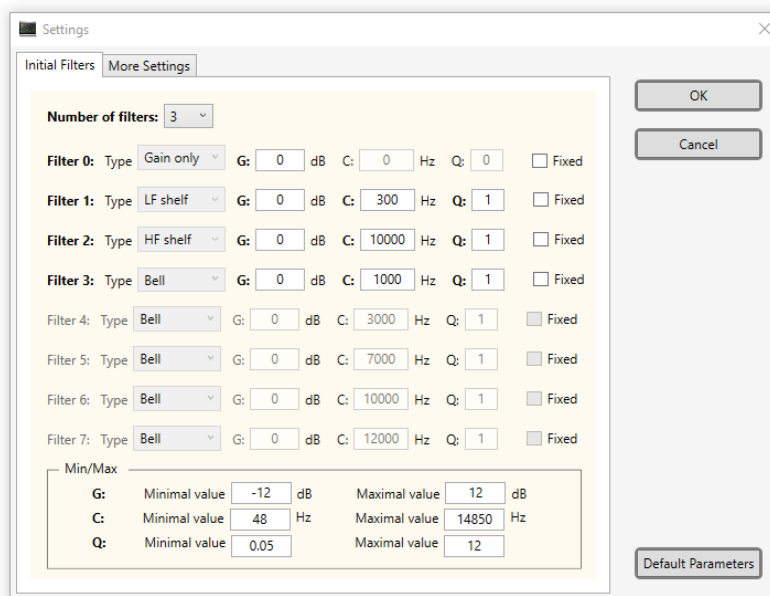 Settings
Initial Filters More Settings
OK
Cancel
Number of filters: 3
Filter 0: Type Gain only G: 0 dB C: 0 Hz Q: 0 Fixed
Filter 1: Type LF shelf G: 0 dB C: 300 Hz Q: 1 Fixed
Filter 2: Type HF shelf G: 0 dB C: 10000 Hz Q: 1 Fixed
Filter 3: Type Bell G: 0 dB C: 1000 Hz Q: 1 Fixed
Filter 4: Type Bell G: 0 dB C: 3000 Hz Q: 1 Fixed
Filter 5: Type Bell G: 0 dB C: 7000 Hz Q: 1 Fixed
Filter 6: Type Bell G: 0 dB C: 10000 Hz Q: 1 Fixed
Filter 7: Type Bell G: 0 dB C: 12000 Hz Q: 1 Fixed
Min/Max
G: Minimal value -12 dB Maximal value 12 dB
C: Minimal value 48 Hz Maximal value 14850 Hz
Q: Minimal value 0.05 Maximal value 12
Default Parameters